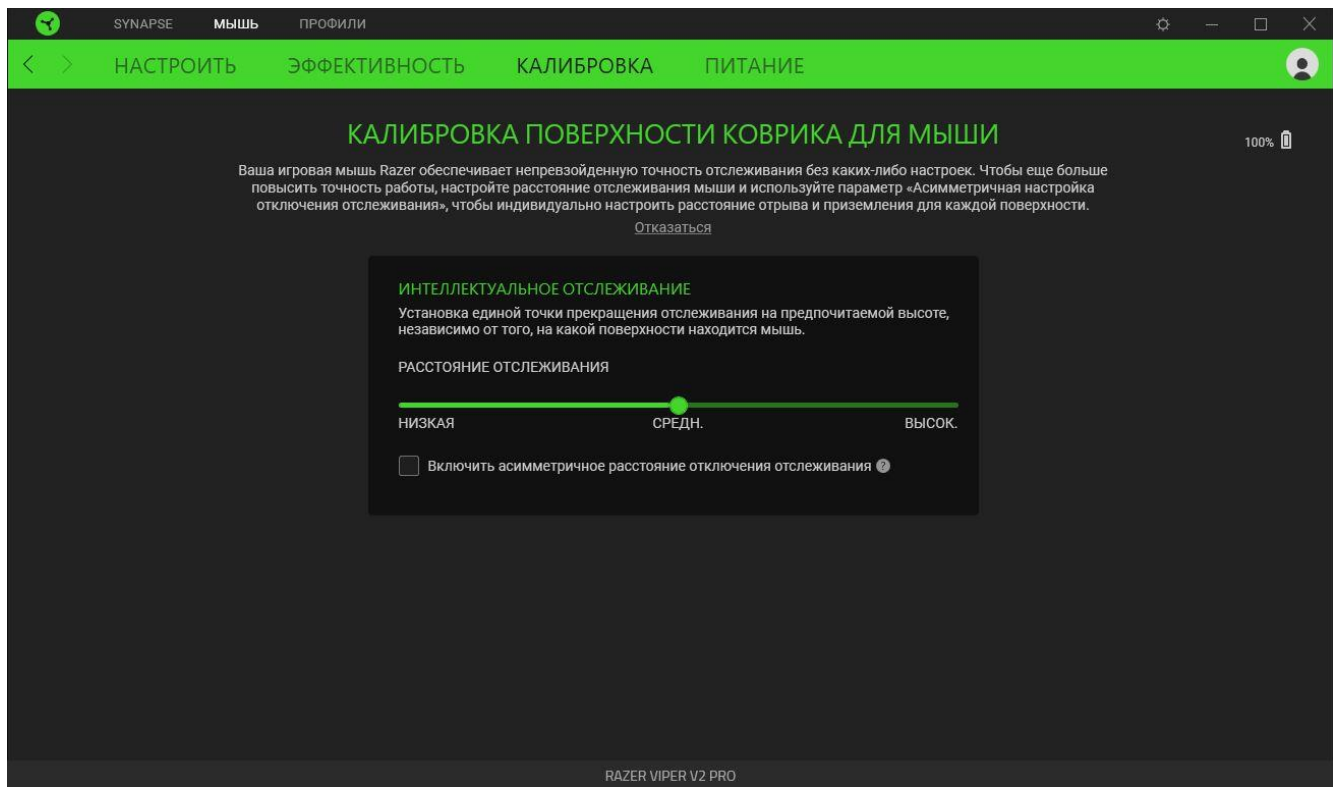 SYNAPSE МЫШЬ ПРОФИЛИ
НАСТРОИТЬ ЭФФЕКТИВНОСТЬ КАЛИБРОВКА ПИТАНИЕ
КАЛИБРОВКА ПОВЕРХНОСТИ КОВРИКА ДЛЯ МЫШИ
100%
Ваша игровая мышь Razer обеспечивает непревзойденную точность отслеживания без каких-либо настроек. Чтобы еще больше
повысить точность работы, настройте расстояние отслеживания мыши и используйте параметр «Асимметричная настройка
отключения отслеживания», чтобы индивидуально настроить расстояние отрыва и приземления для каждой поверхности.
Отказаться
ИНТЕЛЛЕКТУАЛЬНОЕ ОТСЛЕЖИВАНИЕ
Установка единой точки прекращения отслеживания на предпочитаемой высоте,
независимо от того, на какой поверхности находится мышь.
РАССТОЯНИЕ ОТСЛЕЖИВАНИЯ
НИЗКАЯ СРЕДН. ВЫСОК.
Включить асимметричное расстояние отключения отслеживания ?
RAZER VIPER V2 PRO